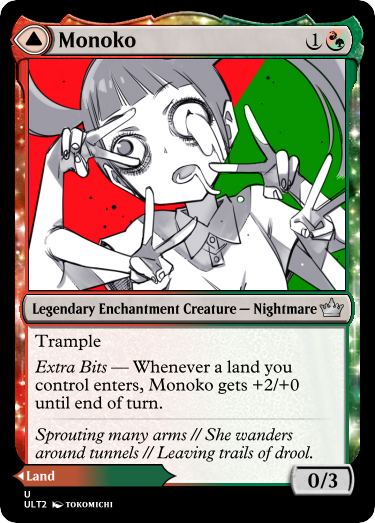 Monoko 1
Legendary Enchantment Creature — Nightmare
Trample
Extra Bits — Whenever a land you
control enters, Monoko gets +2/+0
until end of turn.
Sprouting many arms // She wanders
around tunnels // Leaving trails of drool.
Land
0/3
U
ULT2 TOKOMICHI